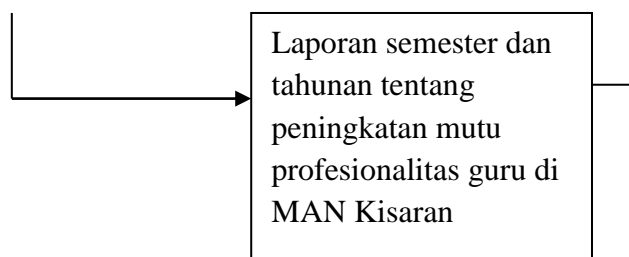 Laporan semester dan
tahunan tentang
peningkatan mutu
profesionalitas guru di
MAN Kisaran